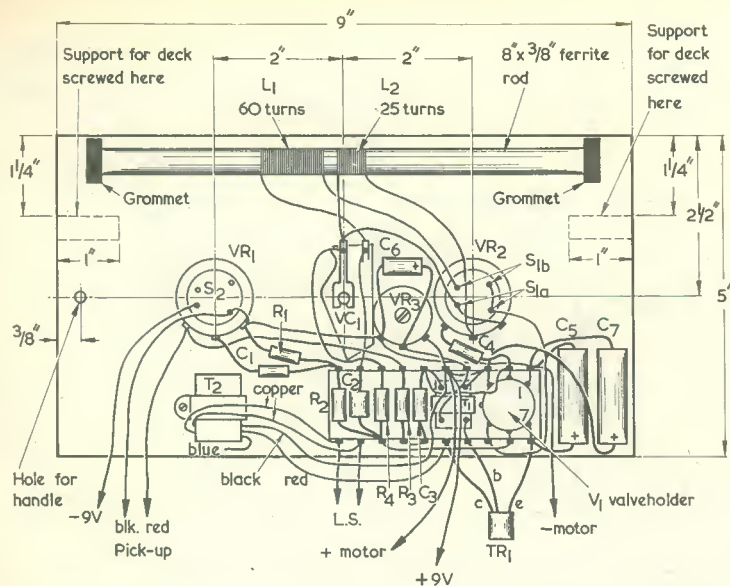 9"
Support for deck
screwed here
2"
2"
8" x 3/8" ferrite
rod
Support
for deck
screwed
here
L1
60 turns
L2
25 turns
1 1/4"
Grommet
Grommet
1 1/4"
2 1/2"
5"
1"
1"
VR1
S2
C6
VR2
S1b
S1a
VC1
VR3
3/8"
R1
C1
C4
C5
C7
T2
copper
R2
C2
T1
1
7
blue
black
red
R4
R3
C3
Hole for
handle
-9V
blk.
red
Pick-up
L.S.
+ motor
+9V
c
b
e
TR1
-motor
V1 valveholder